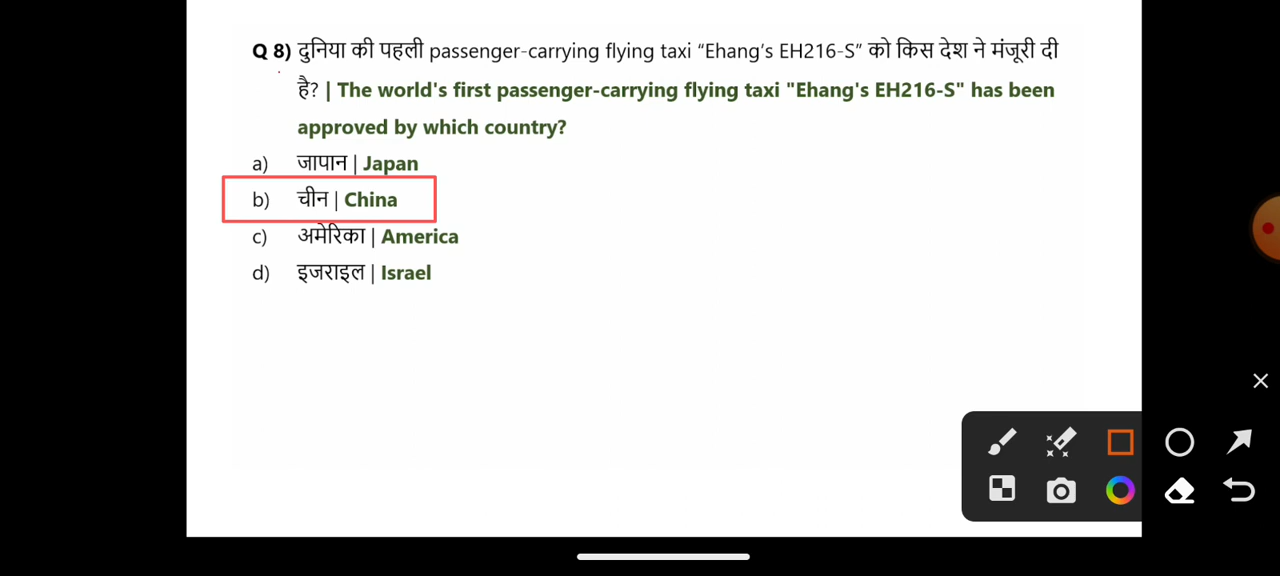 Q 8) दुनिया की पहली passenger-carrying flying taxi “Ehang’s EH216-S” को किस देश ने मंजूरी दी
है? | The world's first passenger-carrying flying taxi "Ehang's EH216-S" has been
approved by which country?
a) जापान | Japan
b) चीन | China
c) अमेरिका | America
d) इजराइल | Israel